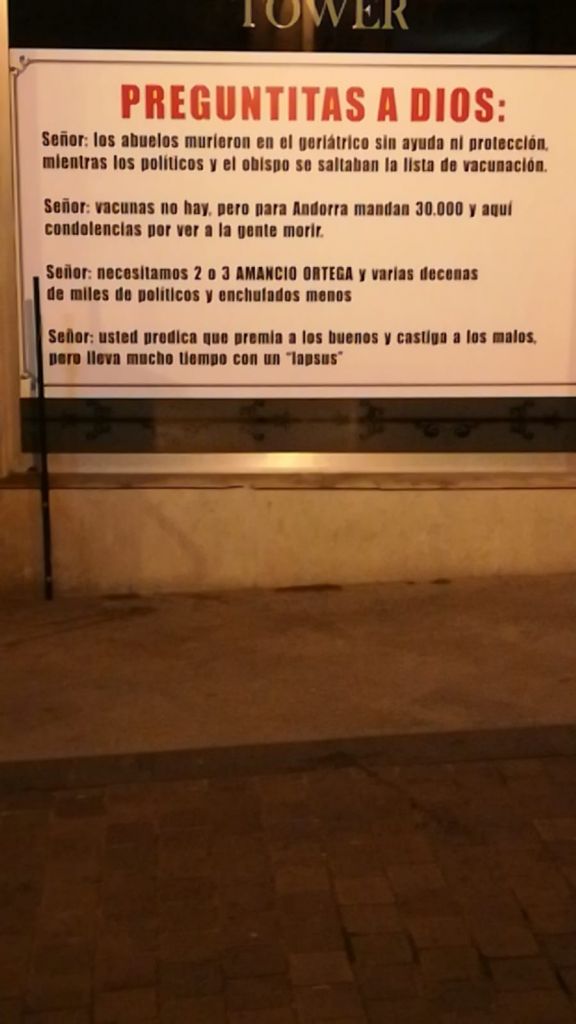 TOWER
PREGUNTITAS A DIOS:
Señor: los abuelos murieron en el geriátrico sin ayuda ni protección,
mientras los políticos y el obispo se saltaban la lista de vacunación.
Señor: vacunas no hay, pero para Andorra mandan 30.000 y aquí
condolencias por ver a la gente morir.
Señor: necesitamos 2 o 3 AMANCIO ORTEGA y varias decenas
de miles de políticos y enchufados menos
Señor: usted predica que premia a los buenos y castiga a los malos,
pero lleva mucho tiempo con un "lapsus"